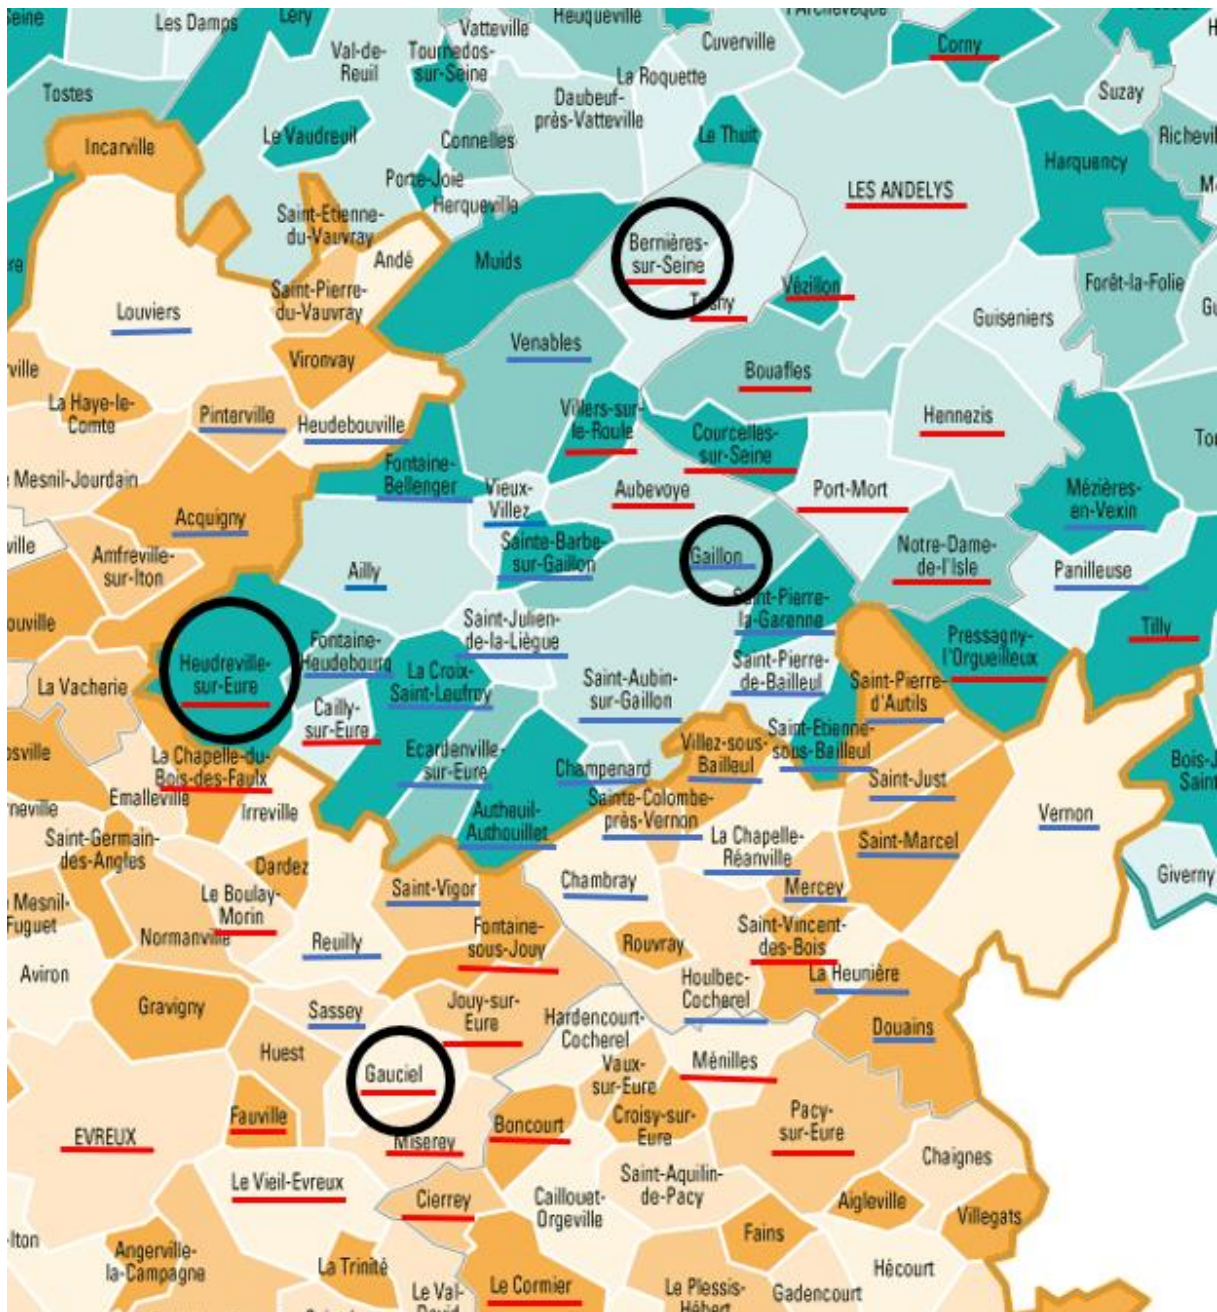 Seine
Les Damps
Léry
Vatteville
Heuqueville
l'Archevêque
Cuverville
Corny
Val-de-
Reuil
Tournedos-
sur-Seine
La Roquette
Suzay
Tostes
Daubeuf-
près-Vatteville
Le Vaudreuil
Connelles
Le Thuit
Incarville
Harquency
Porte-Joie
Herqueville
LES ANDELYS
Saint-Etienne-
du-Vauvray
Andé
Muids
Bernières-
sur-Seine
Vézillon
Forêt-la-Folie
Saint-Pierre-
du-Vauvray
Tosny
Guiseniers
Louviers
Venables
Vironvay
Bouafles
La Haye-le-
Comte
Pinterville
Heudebouville
Villers-sur-
le-Roule
Courcelles-
sur-Seine
Hennezis
Mesnil-Jourdain
Fontaine-
Bellenger
Vieux-
Villez
Aubevoye
Port-Mort
Mézières-
en-Vexin
Acquigny
Sainte-Barbe-
sur-Gaillon
Gaillon
Notre-Dame-
de-l'Isle
Panilleuse
Amfreville-
sur-Iton
Ailly
Saint-Pierre-
la-Garenne
Saint-Julien-
de-la-Liègue
Tilly
Fontaine-
Heudebourg
Pressagny-
l'Orgueilleux
Heudreville-
sur-Eure
La Croix-
Saint-Leufroy
Saint-Aubin-
sur-Gaillon
Saint-Pierre-
de-Bailleul
Saint-Pierre-
d'Autils
La Vacherie
Cailly-
sur-Eure
La Chapelle-du-
Bois-des-Faulx
Ecardenville-
sur-Eure
Champenard
Villez-sous-
Bailleul
Saint-Etienne-
sous-Bailleul
Saint-Just
Emalleville
Irreville
Autheuil-
Authouillet
Sainte-Colombe-
près-Vernon
Vernon
Saint-Germain-
des-Angles
La Chapelle-
Réanville
Saint-Marcel
Dardez
Giverny
Le Boulay-
Morin
Saint-Vigor
Chambray
Mercey
Mesnil-
Fuguet
Normanville
Reuilly
Fontaine-
sous-Jouy
Rouvray
Saint-Vincent-
des-Bois
Aviron
La Heunière
Houlbec-
Cocherel
Gravigny
Sassey
Jouy-sur-
Eure
Hardencourt-
Cocherel
Douains
Huest
Gauciel
Vaux-
sur-Eure
Ménilles
Fauville
Boncourt
Croisy-sur-
Eure
Pacy-
sur-Eure
EVREUX
Miserey
Chaignes
Le Vieil-Evreux
Cierrey
Caillouet-
Orgeville
Saint-Aquilin-
de-Pacy
Aigleville
Villegats
Fains
Angerville-
la-Campagne
La Trinité
Le Val-
David
Le Cormier
Le Plessis-
Hébert
Gadencourt
Hécourt